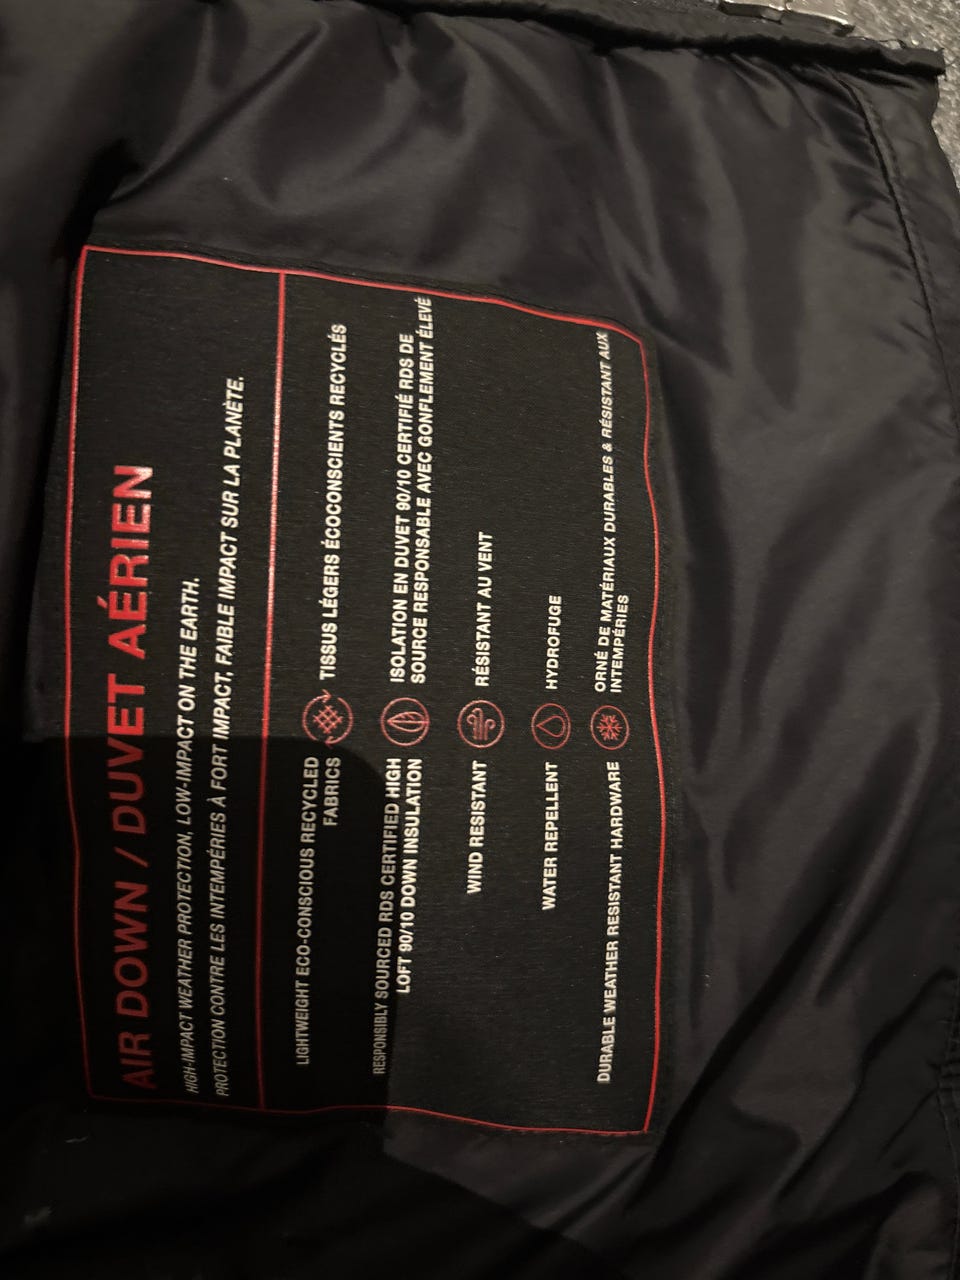 AIR DOWN / DUVET AÉRIEN
HIGH-IMPACT WEATHER PROTECTION, LOW-IMPACT ON THE EARTH.
PROTECTION CONTRE LES INTEMPÉRIES À FORT IMPACT, FAIBLE IMPACT SUR LA PLANÈTE.
LIGHTWEIGHT ECO-CONSCIOUS RECYCLED
FABRICS
TISSUS LÉGERS ÉCOCONSCIENTS RECYCLÉS
RESPONSIBLY SOURCED RDS CERTIFIED HIGH
LOFT 90/10 DOWN INSULATION
ISOLATION EN DUVET 90/10 CERTIFIÉ RDS DE
SOURCE RESPONSABLE AVEC GONFLEMENT ÉLEVÉ
WIND RESISTANT
RÉSISTANT AU VENT
WATER REPELLENT
HYDROFUGE
DURABLE WEATHER RESISTANT HARDWARE
ORNÉ DE MATÉRIAUX DURABLES & RÉSISTANT AUX
INTEMPÉRIES